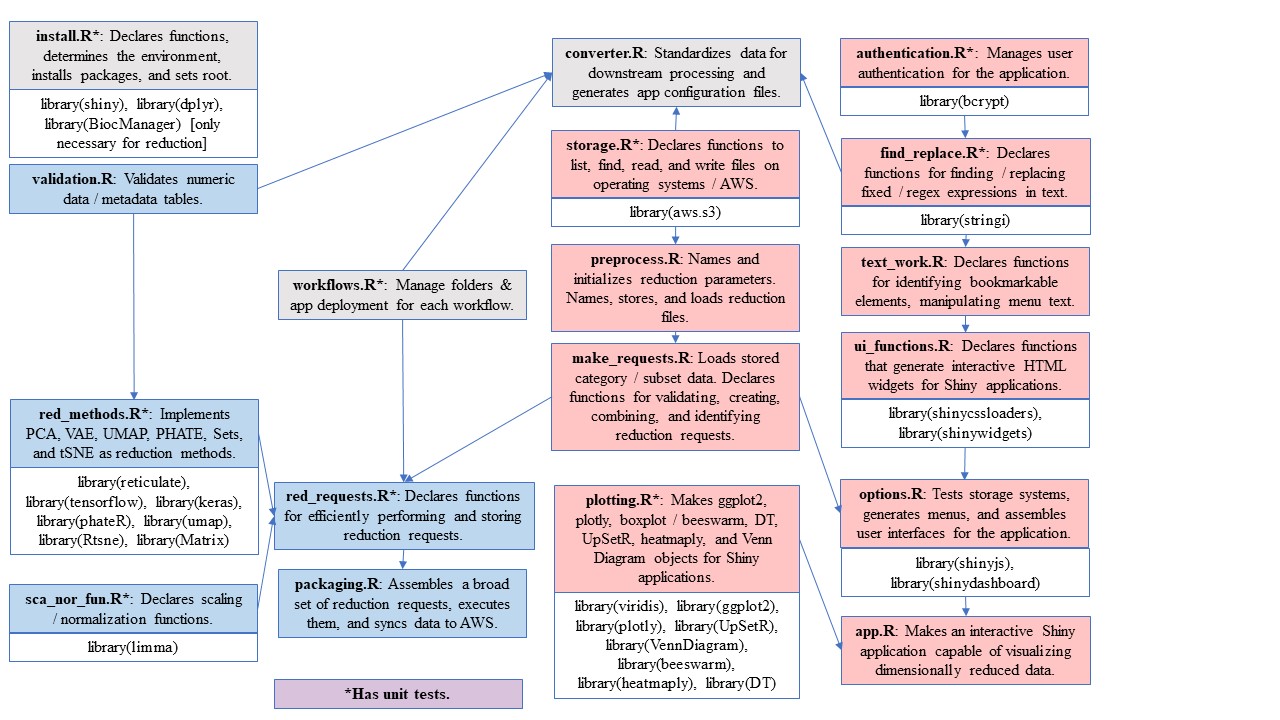 install.R*: Declares functions,
determines the environment,
installs packages, and sets root.
library(shiny), library(dplyr),
library(BiocManager) [only
necessary for reduction]
validation.R: Validates numeric
data / metadata tables.
red_methods.R*: Implements
PCA, VAE, UMAP, PHATE, Sets,
and tSNE as reduction methods.
library(reticulate),
library(tensorflow), library(keras),
library(phateR), library(umap),
library(Rtsne), library(Matrix)
sca_nor_fun.R*: Declares scaling
/ normalization functions.
library(limma)
workflows.R*: Manage folders &
app deployment for each workflow.
red_requests.R*: Declares functions
for efficiently performing and storing
reduction requests.
packaging.R: Assembles a broad
set of reduction requests, executes
them, and syncs data to AWS.
*Has unit tests.
converter.R: Standardizes data for
downstream processing and
generates app configuration files.
storage.R*: Declares functions to
list, find, read, and write files on
operating systems / AWS.
library(aws.s3)
preprocess.R: Names and
initializes reduction parameters.
Names, stores, and loads reduction
files.
make_requests.R: Loads stored
category / subset data. Declares
functions for validating, creating,
combining, and identifying
reduction requests.
plotting.R*: Makes ggplot2,
plotly, boxplot / beeswarm, DT,
UpSetR, heatmaply, and Venn
Diagram objects for Shiny
applications.
library(viridis), library(ggplot2),
library(plotly), library(UpSetR),
library(VennDiagram),
library(beeswarm),
library(heatmaply), library(DT)
authentication.R*: Manages user
authentication for the application.
library(bcrypt)
find_replace.R*: Declares
functions for finding / replacing
fixed / regex expressions in text.
library(stringi)
text_work.R: Declares functions
for identifying bookmarkable
elements, manipulating menu text.
ui_functions.R: Declares functions
that generate interactive HTML
widgets for Shiny applications.
library(shinycssloaders),
library(shinywidgets)
options.R: Tests storage systems,
generates menus, and assembles
user interfaces for the application.
library(shinyjs),
library(shinydashboard)
app.R: Makes an interactive Shiny
application capable of visualizing
dimensionally reduced data.